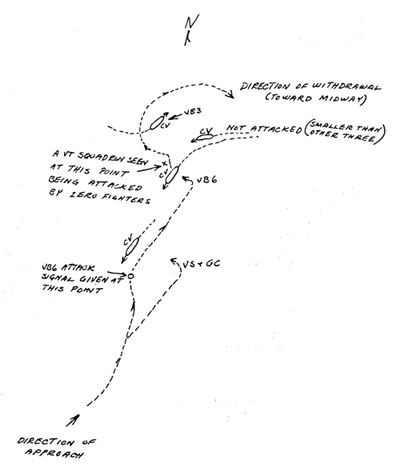 N
VB3
DIRECTION OF WITHDRAWAL
(TOWARD MIDWAY)
CV
CV
NOT ATTACKED (SMALLER THAN
OTHER THREE)
A VT SQUADRON SEEN
AT THIS POINT
BEING ATTACKED
BY ZERO FIGHTERS
X
CV
VB6
CV
VB6 ATTACK
SIGNAL GIVEN AT
THIS POINT
VS + GC
DIRECTION OF
APPROACH